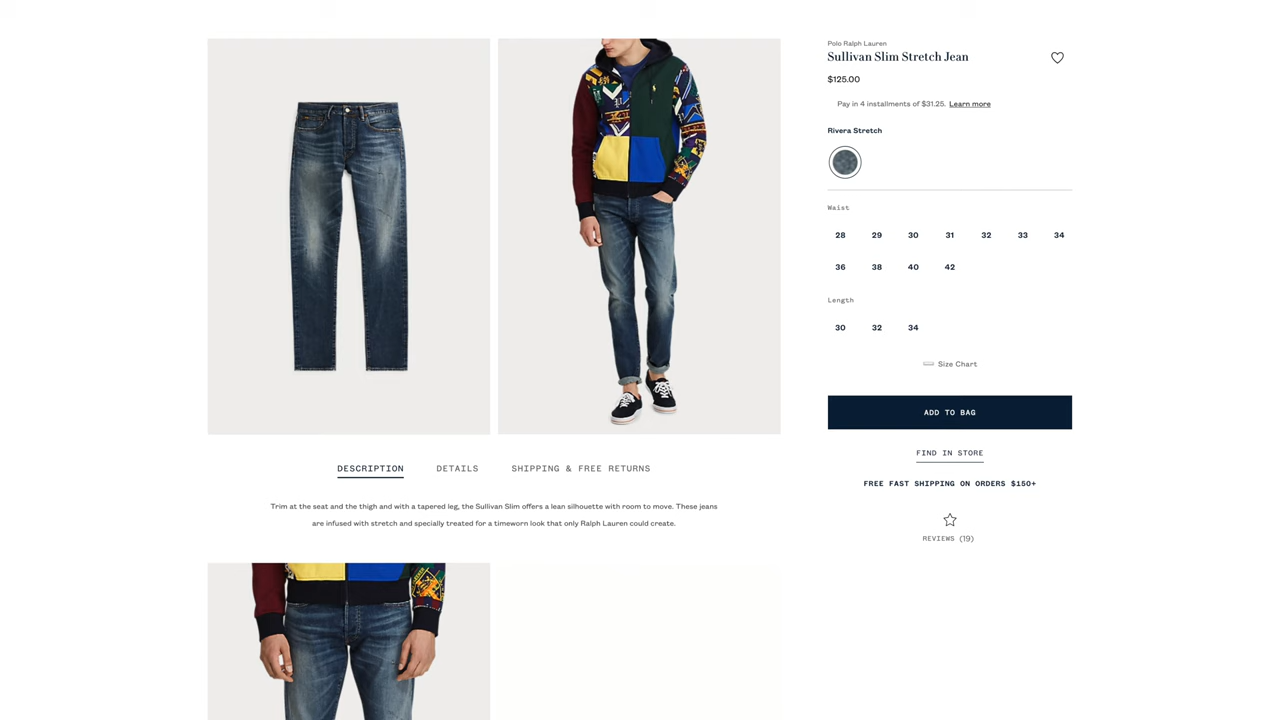 Polo Ralph Lauren
Sullivan Slim Stretch Jean
$125.00
Pay in 4 installments of $31.25. Learn more
Rivera Stretch
Waist
28 29 30 31 32 33 34
36 38 40 42
Length
30 32 34
Size Chart
ADD TO BAG
FIND IN STORE
FREE FAST SHIPPING ON ORDERS $150+
REVIEWS (19)
DESCRIPTION DETAILS SHIPPING & FREE RETURNS
Trim at the seat and the thigh and with a tapered leg, the Sullivan Slim offers a lean silhouette with room to move. These jeans
are infused with stretch and specially treated for a timeworn look that only Ralph Lauren could create.